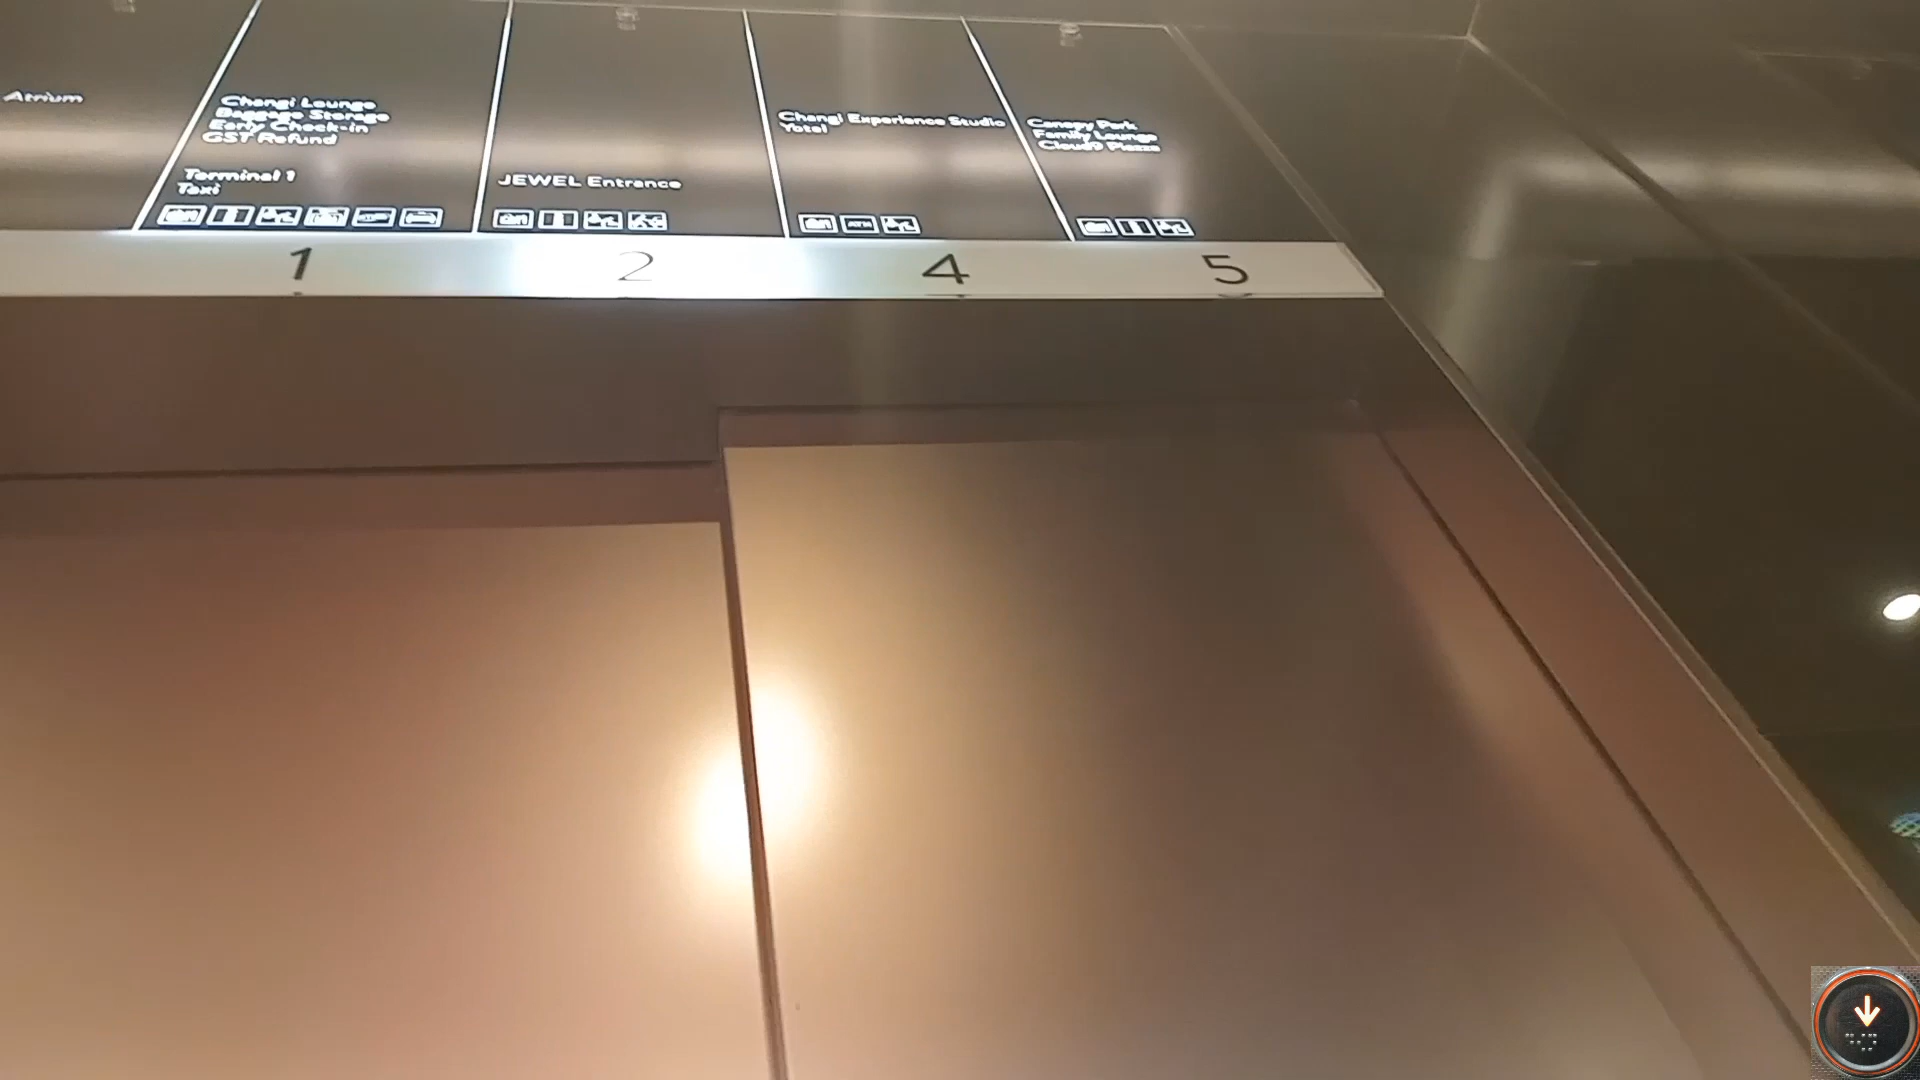 Atrium
Changi Lounge
Baggage Storage
Early Check-in
GST Refund
Terminal 1
Taxi
JEWEL Entrance
Changi Experience Studio
Yotel
Canopy Park
Family Lounge
Cloud9 Piazza
ATM
1
2
4
5